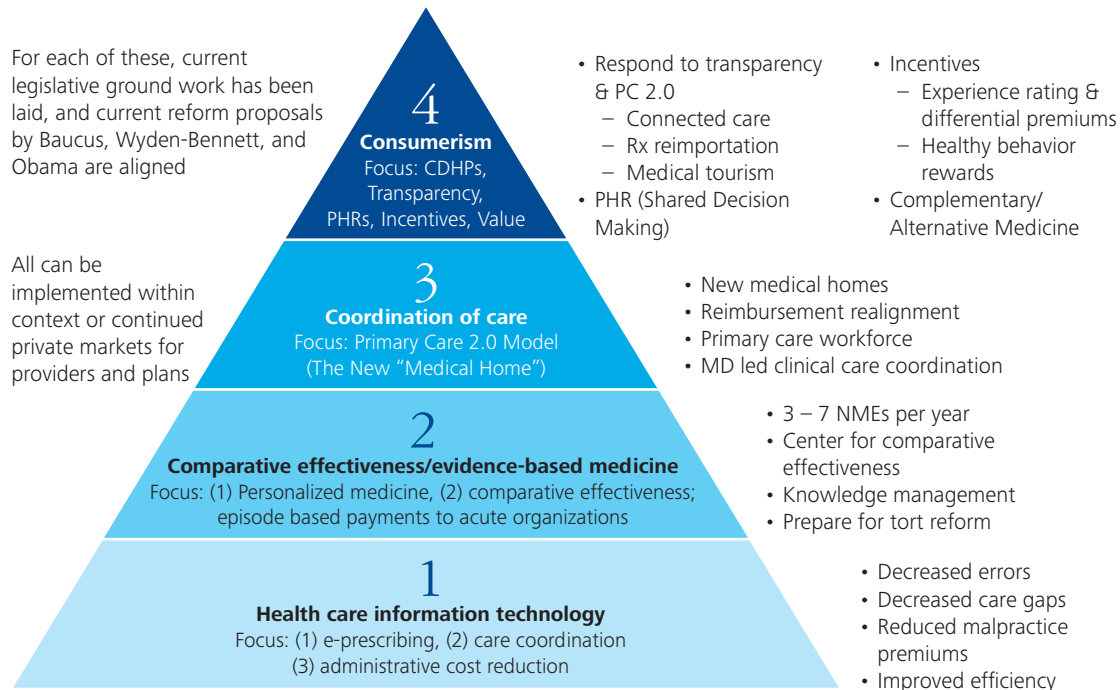 For each of these, current
legislative ground work has been
laid, and current reform proposals
by Baucus, Wyden-Bennett, and
Obama are aligned
4
Consumerism
Focus: CDHPs,
Transparency,
PHRs, Incentives, Value
• Respond to transparency
& PC 2.0
– Connected care
– Rx reimportation
– Medical tourism
• PHR (Shared Decision
Making)
• Incentives
– Experience rating &
differential premiums
– Healthy behavior
rewards
• Complementary/
Alternative Medicine
All can be
implemented within
context or continued
private markets for
providers and plans
3
Coordination of care
Focus: Primary Care 2.0 Model
(The New “Medical Home”)
• New medical homes
• Reimbursement realignment
• Primary care workforce
• MD led clinical care coordination
2
Comparative effectiveness/evidence-based medicine
Focus: (1) Personalized medicine, (2) comparative effectiveness;
episode based payments to acute organizations
• 3 – 7 NMEs per year
• Center for comparative
effectiveness
• Knowledge management
• Prepare for tort reform
1
Health care information technology
Focus: (1) e-prescribing, (2) care coordination
(3) administrative cost reduction
• Decreased errors
• Decreased care gaps
• Reduced malpractice
premiums
• Improved efficiency